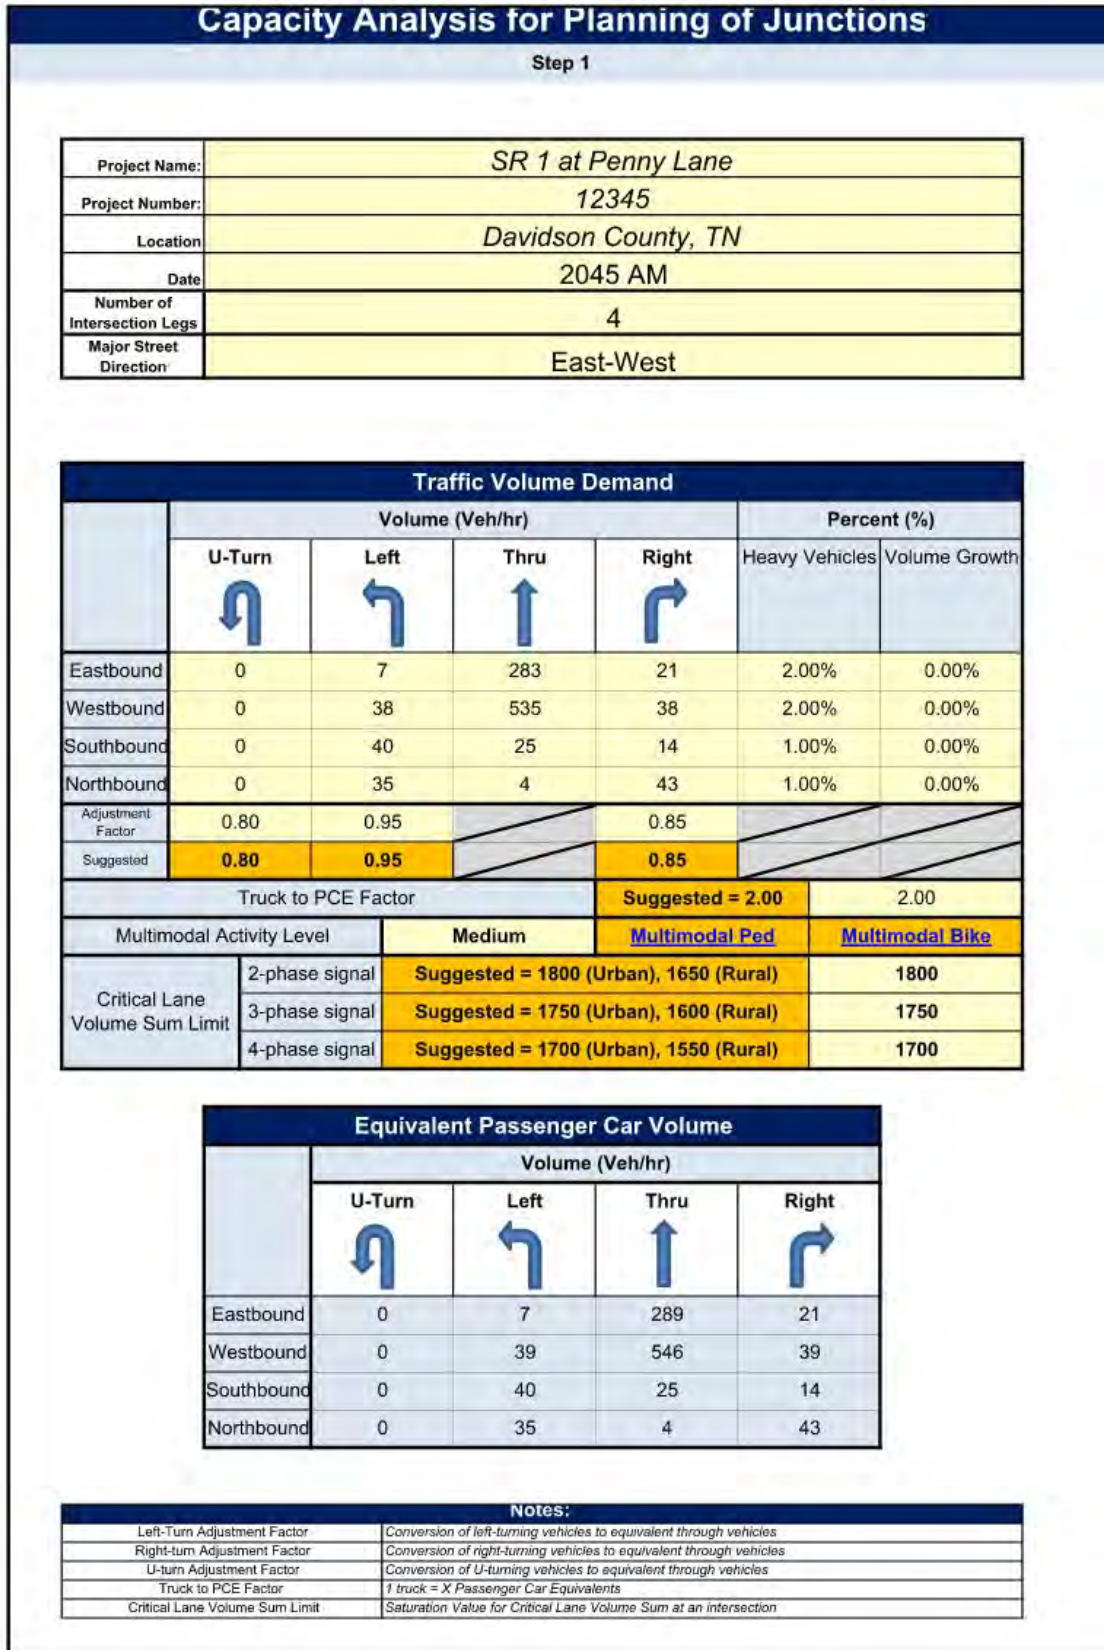 Capacity Analysis for Planning of Junctions
Step 1
Project Name: SR 1 at Penny Lane
Project Number: 12345
Location Davidson County, TN
Date 2045 AM
Number of
Intersection Legs 4
Major Street
Direction East-West
Traffic Volume Demand
Volume (Veh/hr) Percent (%)
U-Turn Left Thru Right Heavy Vehicles Volume Growth
Eastbound 0 7 283 21 2.00% 0.00%
Westbound 0 38 535 38 2.00% 0.00%
Southbound 0 40 25 14 1.00% 0.00%
Northbound 0 35 4 43 1.00% 0.00%
Adjustment
Factor 0.80 0.95 0.85
Suggested 0.80 0.95 0.85
Truck to PCE Factor Suggested = 2.00 2.00
Multimodal Activity Level Medium Multimodal Ped Multimodal Bike
Critical Lane
Volume Sum Limit
2-phase signal Suggested = 1800 (Urban), 1650 (Rural) 1800
3-phase signal Suggested = 1750 (Urban), 1600 (Rural) 1750
4-phase signal Suggested = 1700 (Urban), 1550 (Rural) 1700
Equivalent Passenger Car Volume
Volume (Veh/hr)
U-Turn Left Thru Right
Eastbound 0 7 289 21
Westbound 0 39 546 39
Southbound 0 40 25 14
Northbound 0 35 4 43
Notes:
Left-Turn Adjustment Factor Conversion of left-turning vehicles to equivalent through vehicles
Right-turn Adjustment Factor Conversion of right-turning vehicles to equivalent through vehicles
U-turn Adjustment Factor Conversion of U-turning vehicles to equivalent through vehicles
Truck to PCE Factor 1 truck = X Passenger Car Equivalents
Critical Lane Volume Sum Limit Saturation Value for Critical Lane Volume Sum at an intersection